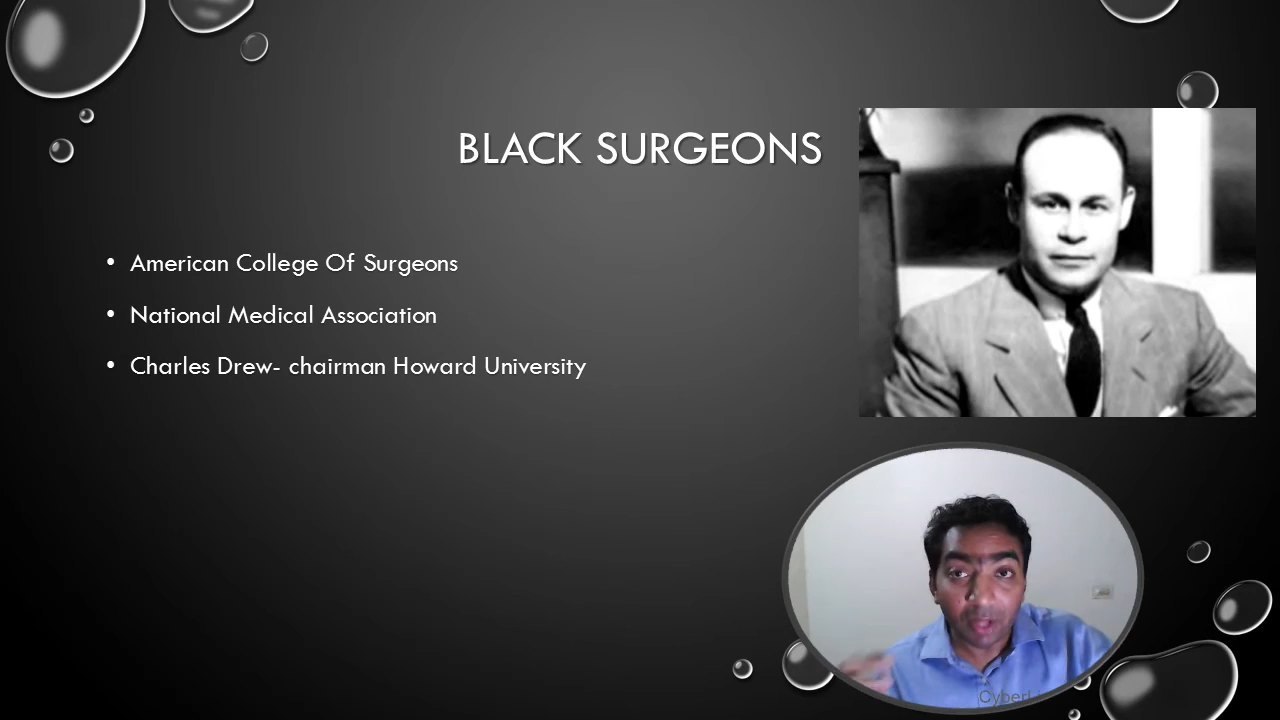 BLACK SURGEONS
• American College Of Surgeons
• National Medical Association
• Charles Drew- chairman Howard University